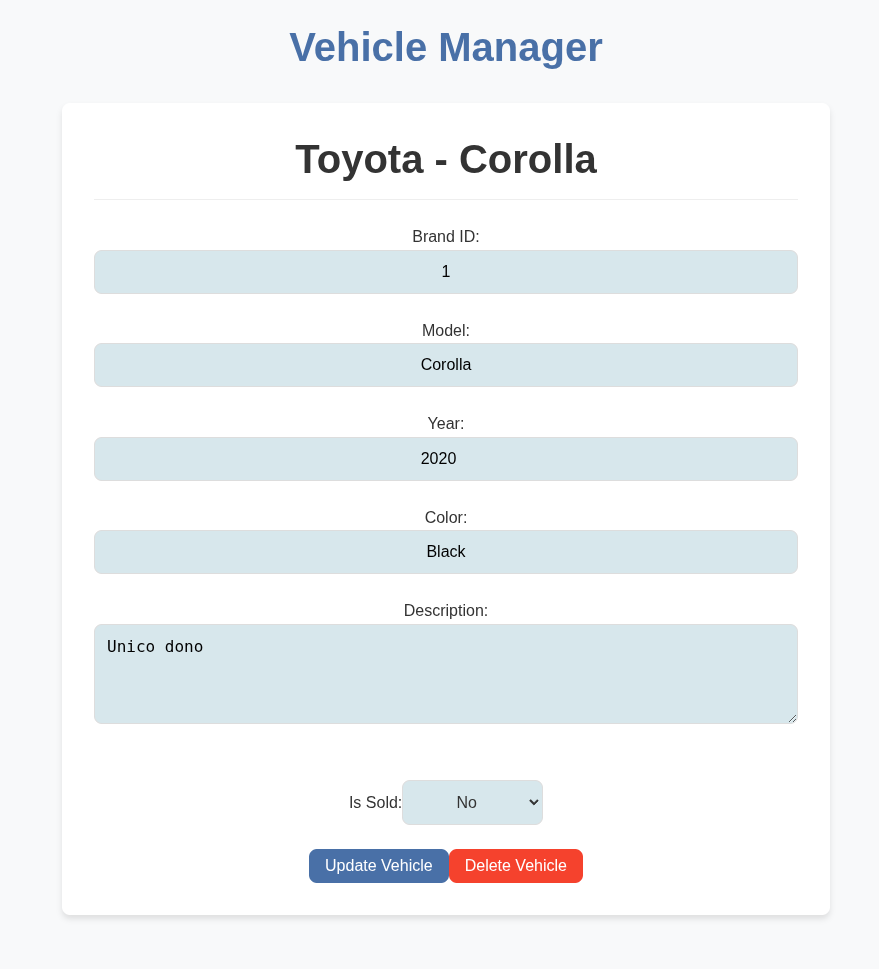 Vehicle Manager
Toyota - Corolla
Brand ID:
1
Model:
Corolla
Year:
2020
Color:
Black
Description:
Unico dono
Is Sold: No
Update Vehicle Delete Vehicle